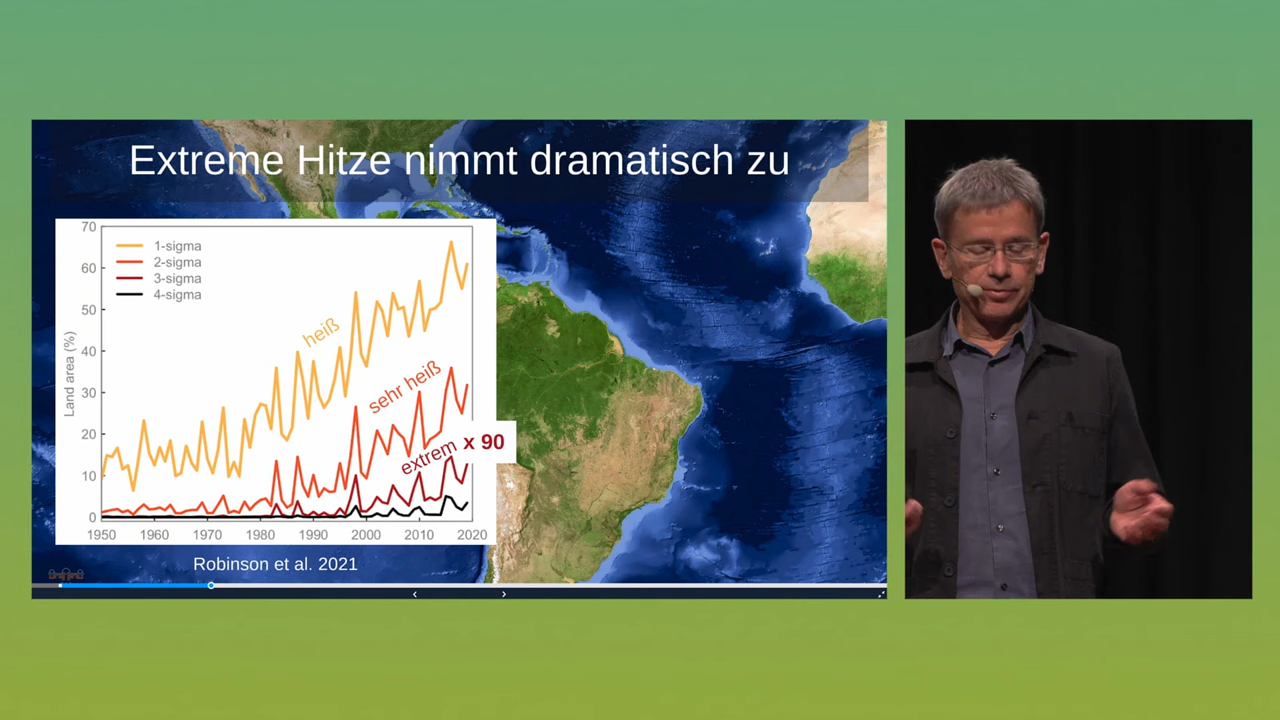 Extreme Hitze nimmt dramatisch zu
70
60
50
40
30
20
10
0
Land area (%)
1-sigma
2-sigma
3-sigma
4-sigma
heiß
sehr heiß
extrem x 90
1950 1960 1970 1980 1990 2000 2010 2020
Robinson et al. 2021